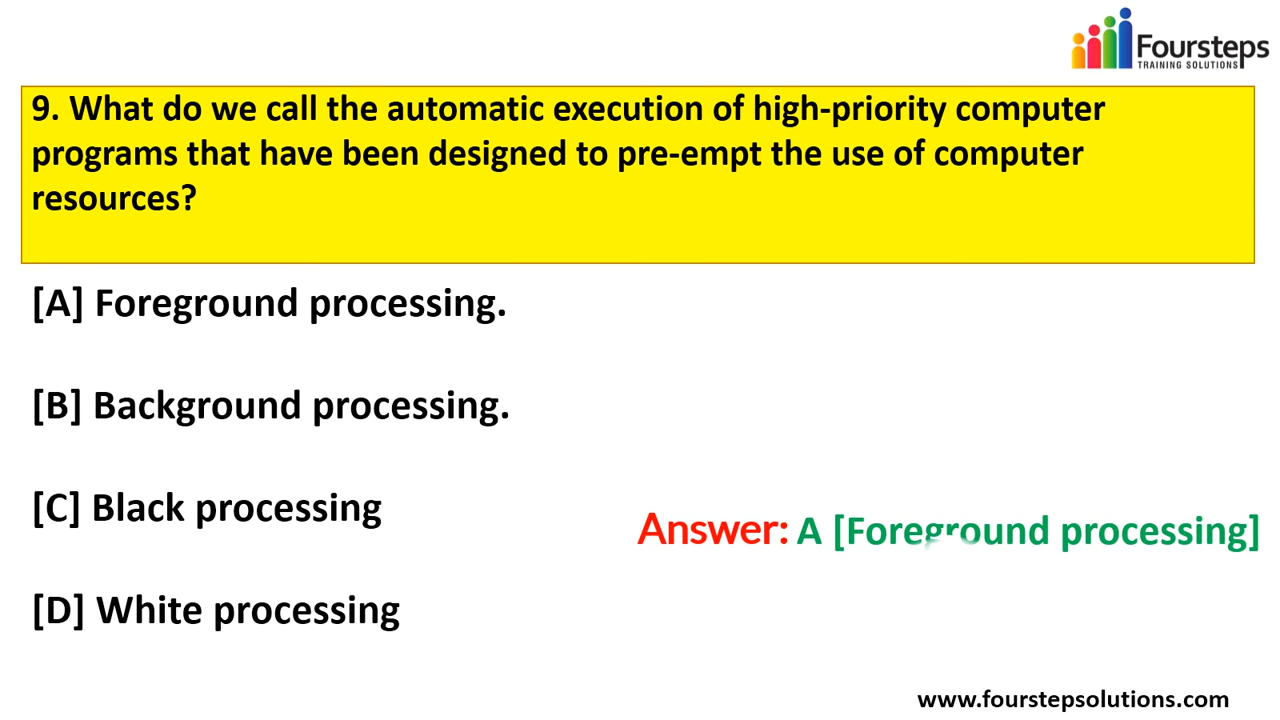 Foursteps
TRAINING SOLUTIONS
9. What do we call the automatic execution of high-priority computer
programs that have been designed to pre-empt the use of computer
resources?
[A] Foreground processing.
[B] Background processing.
[C] Black processing
Answer: A [Foreground processing]
[D] White processing
www.fourstepsolutions.com